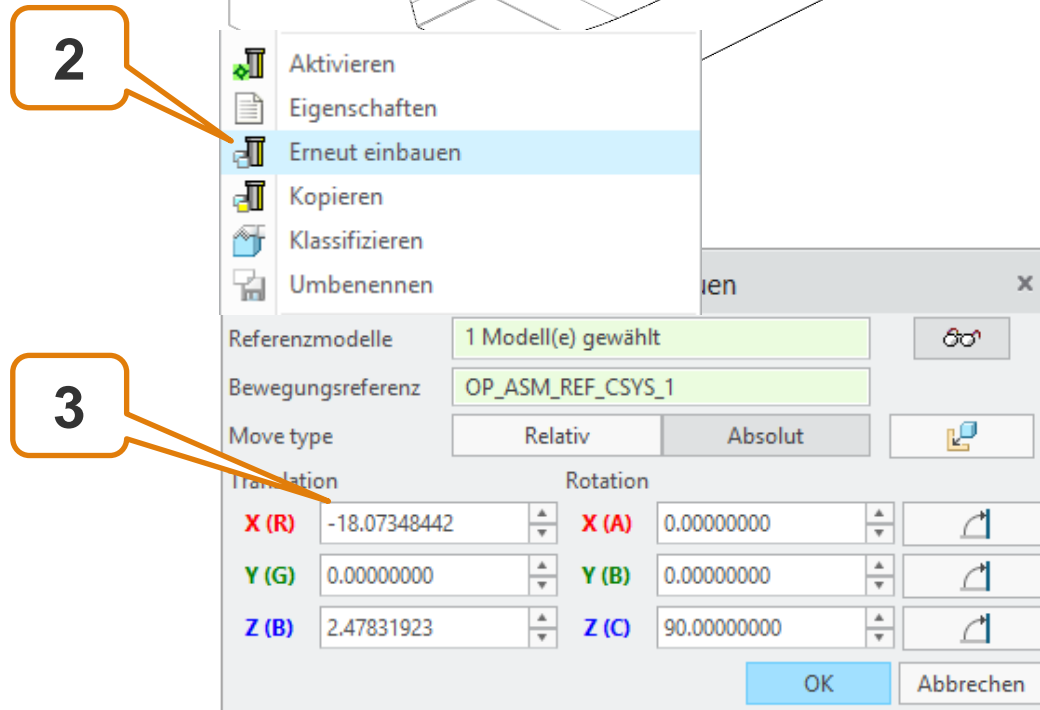 2
Aktivieren
Eigenschaften
Erneut einbauen
Kopieren
Klassifizieren
Umbenennen
uen x
Referenzmodelle 1 Modell(e) gewählt
3
Bewegungsreferenz OP_ASM_REF_CSYS_1
Move type Relativ Absolut
Translation Rotation
X (R) -18.07348442 X (A) 0.00000000
Y (G) 0.00000000 Y (B) 0.00000000
Z (B) 2.47831923 Z (C) 90.00000000
OK Abbrechen